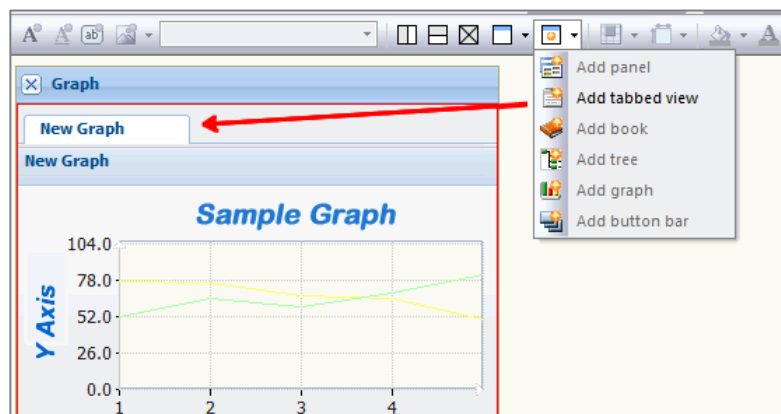 A A ab A
Graph
Add panel
Add tabbed view
Add book
Add tree
Add graph
Add button bar
New Graph
New Graph
Sample Graph
Y Axis
104.0
78.0
52.0
26.0
0.0
1 2 3 4